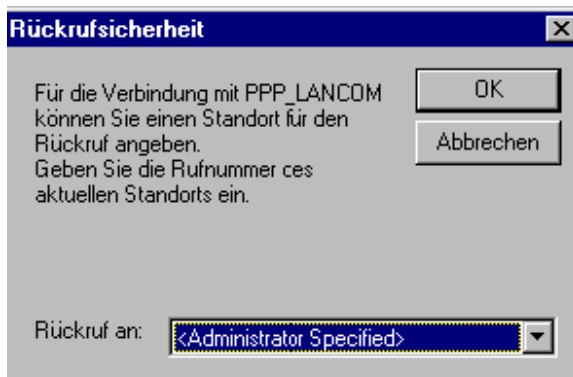 Rückrufsicherheit
Für die Verbindung mit PPP_LANCOM
können Sie einen Standort für den
Rückruf angeben.
Geben Sie die Rufnummer ces
aktuellen Standorts ein.
OK
Abbrechen
Rückruf an:
<Administrator Specified>